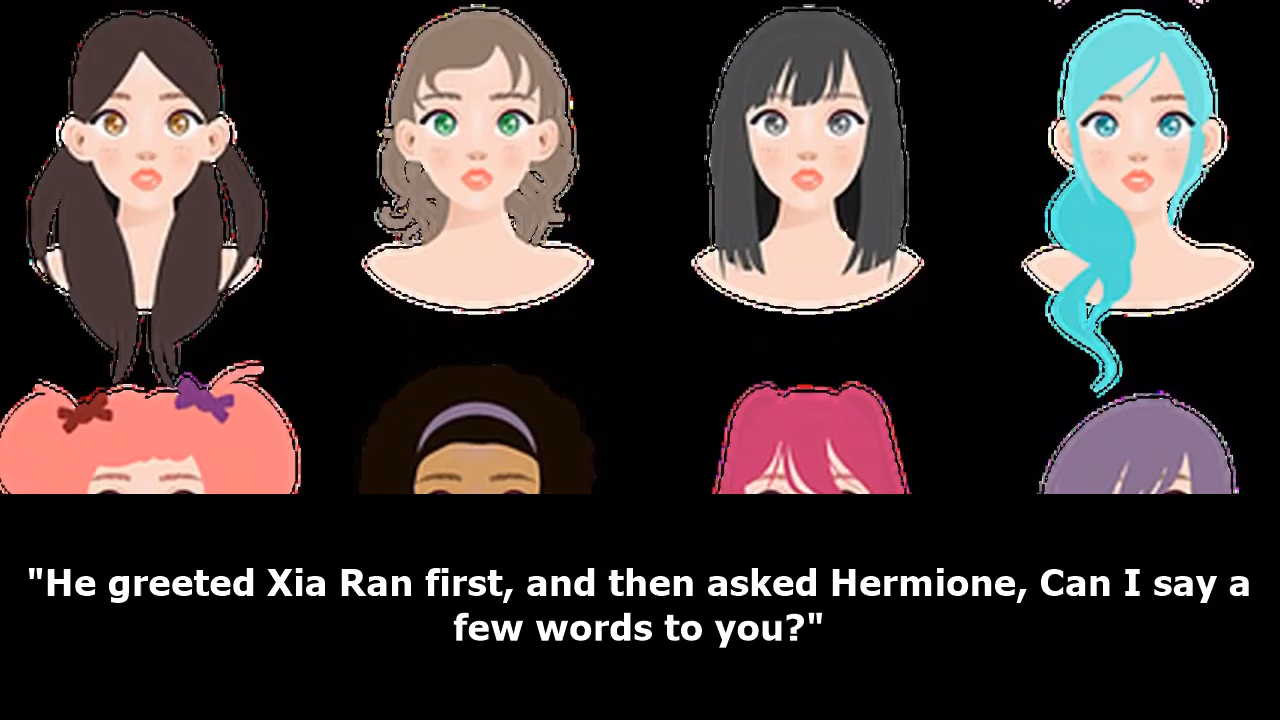 "He greeted Xia Ran first, and then asked Hermione, Can I say a
few words to you?"